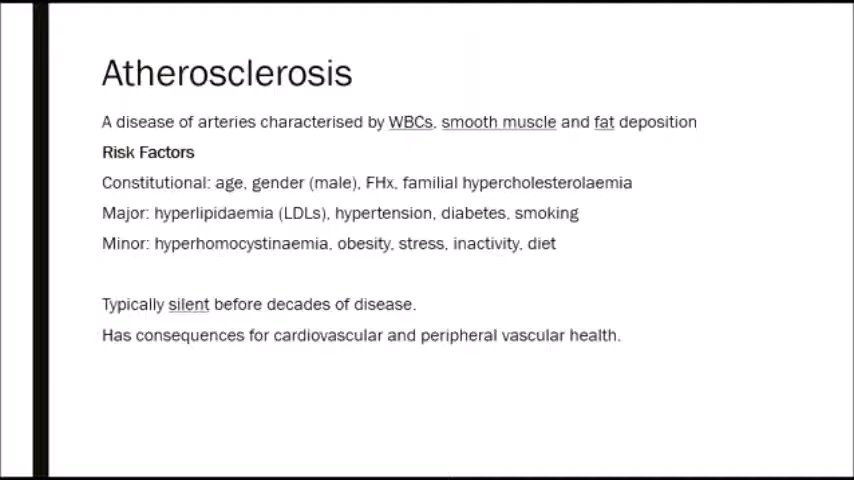 Atherosclerosis
A disease of arteries characterised by WBCs, smooth muscle and fat deposition
Risk Factors
Constitutional: age, gender (male), FHx, familial hypercholesterolaemia
Major: hyperlipidaemia (LDLs), hypertension, diabetes, smoking
Minor: hyperhomocystinaemia, obesity, stress, inactivity, diet
Typically silent before decades of disease.
Has consequences for cardiovascular and peripheral vascular health.